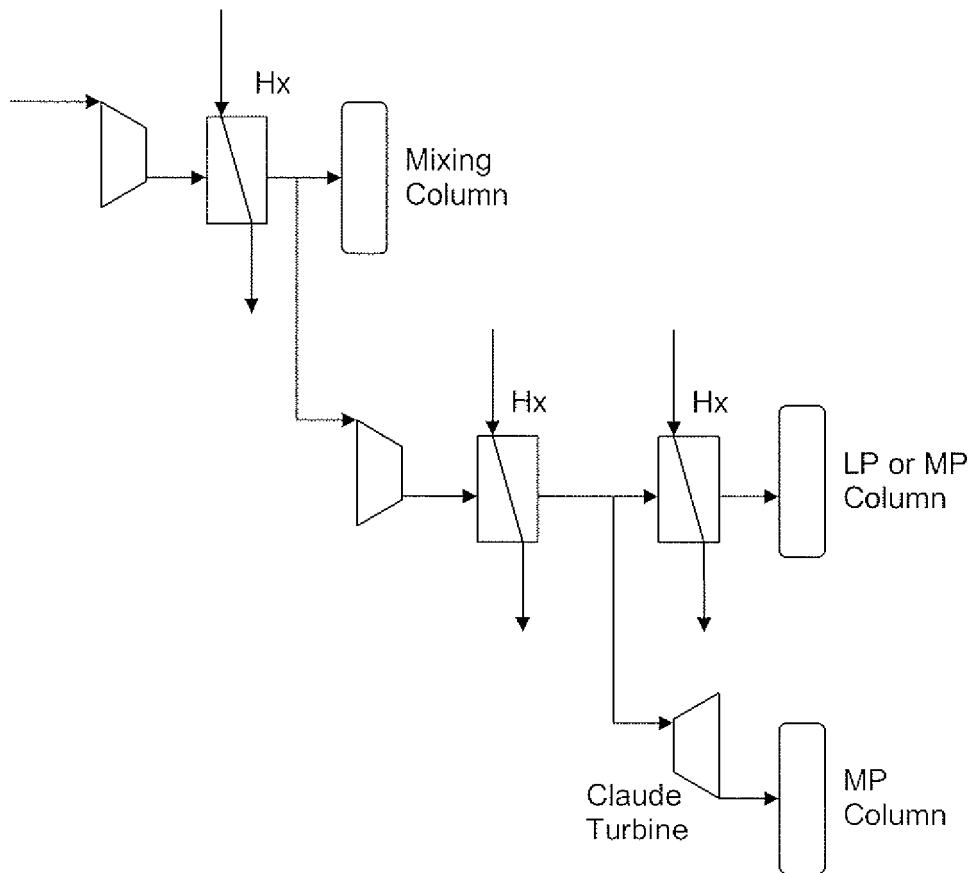 Hx
Mixing
Column
Hx
Hx
LP or MP
Column
Claude
Turbine
MP
Column